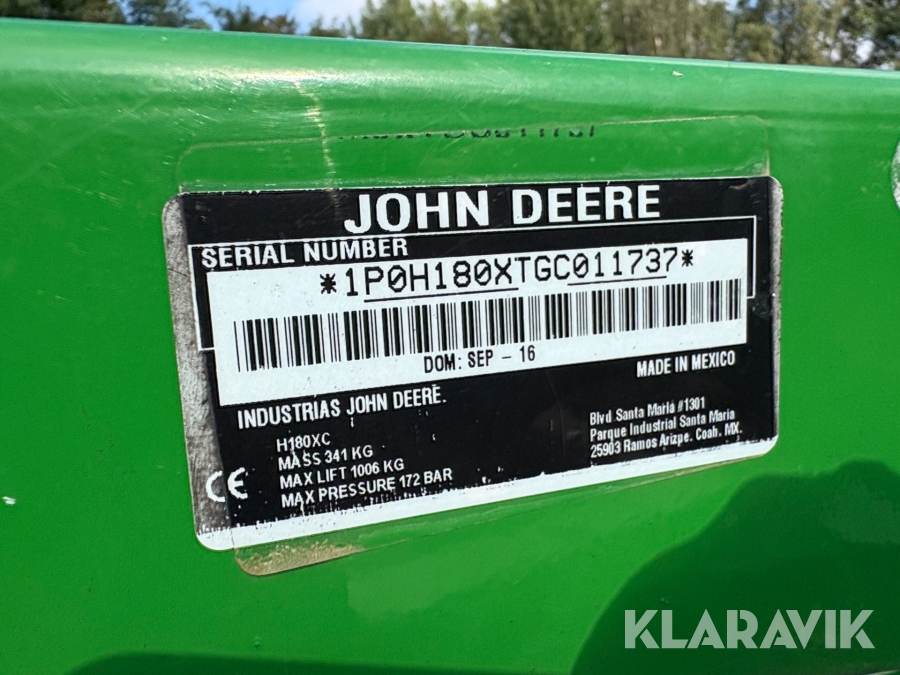 JOHN DEERE
SERIAL NUMBER
*1P0H180XTGC011737*
DOM: SEP - 16
MADE IN MEXICO
INDUSTRIAS JOHN DEERE.
H180XC
MASS 341 KG
MAX LIFT 1006 KG
MAX PRESSURE 172 BAR
CE
Blvd. Santa María #1301
Parque Industrial Santa Maria
25903 Ramos Arizpe. Coah. MX.
KLARAVIK